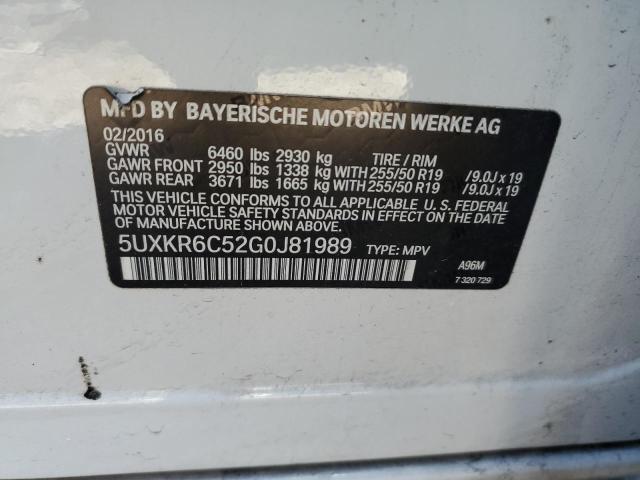 MFD BY BAYERISCHE MOTOREN WERKE AG
02/2016
GVWR 6460 lbs 2930 kg TIRE / RIM
GAWR FRONT 2950 lbs 1338 kg WITH 255/50 R19 /9.0J x 19
GAWR REAR 3671 lbs 1665 kg WITH 255/50 R19 /9.0J x 19
THIS VEHICLE CONFORMS TO ALL APPLICABLE U. S. FEDERAL
MOTOR VEHICLE SAFETY STANDARDS IN EFFECT ON THE DATE
OF MANUFACTURE SHOWN ABOVE.
5UXKR6C52G0J81989 TYPE: MPV
A96M
7 320 729